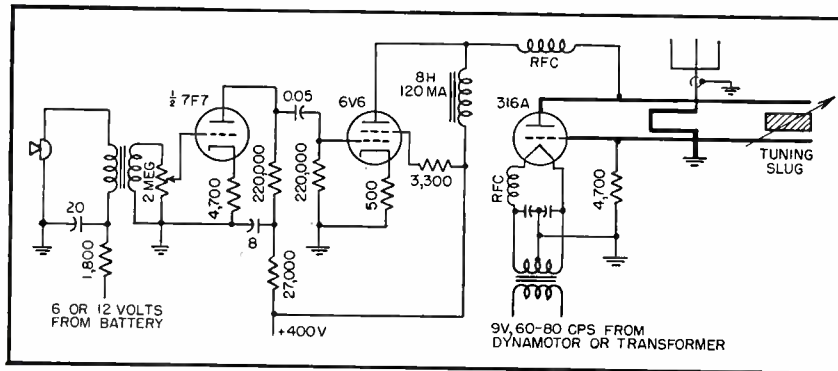 ½ 7F7
0.05
6V6
8H
120 MA
RFC
316A
TUNING
SLUG
2 MEG
4,700
220,000
220,000
500
3,300
RFC
4,700
20
1,800
8
27,000
6 OR 12 VOLTS
FROM BATTERY
+400V
9V, 60-80 CPS FROM
DYNAMOTOR OR TRANSFORMER